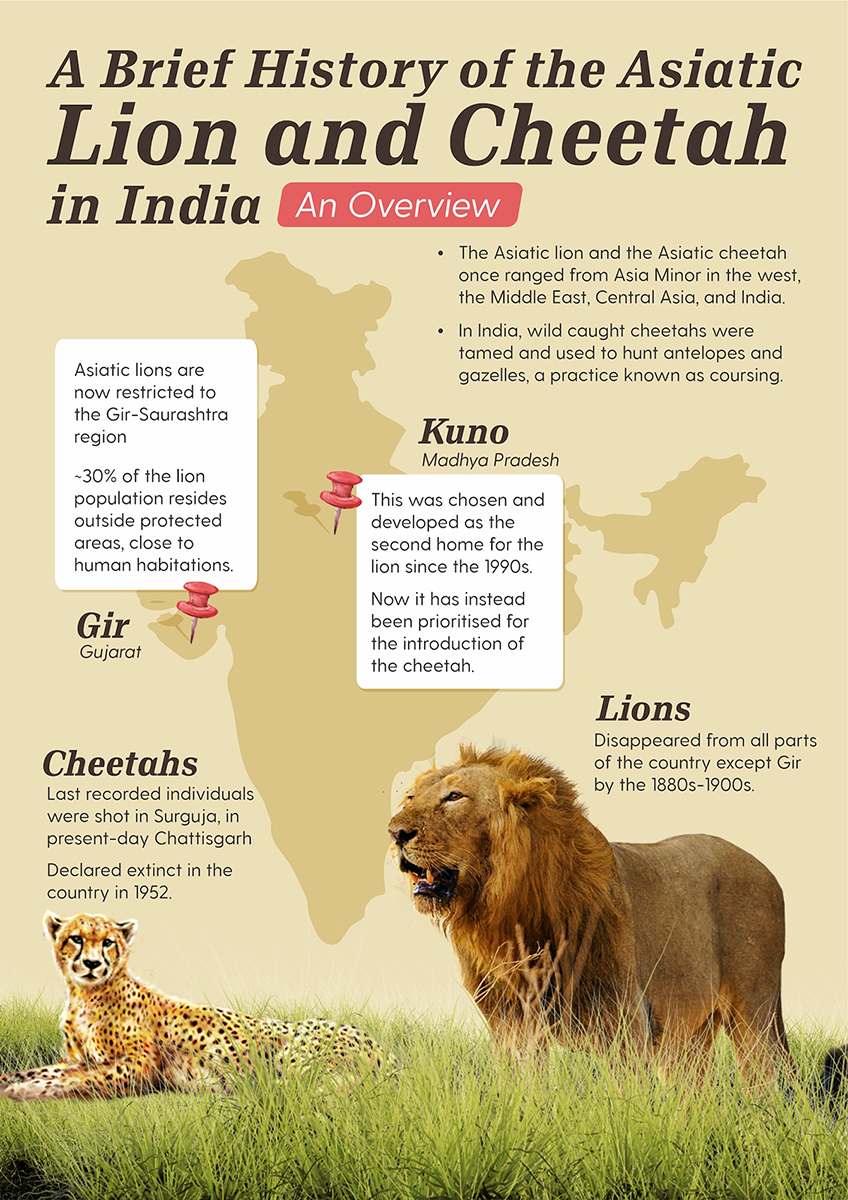 A Brief History of the Asiatic
Lion and Cheetah
in India An Overview
• The Asiatic lion and the Asiatic cheetah
once ranged from Asia Minor in the west,
the Middle East, Central Asia, and India.
• In India, wild caught cheetahs were
tamed and used to hunt antelopes and
gazelles, a practice known as coursing.
Asiatic lions are
now restricted to
the Gir-Saurashtra
region
~30% of the lion
population resides
outside protected
areas, close to
human habitations.
Gir
Gujarat
Kuno
Madhya Pradesh
This was chosen and
developed as the
second home for the
lion since the 1990s.
Now it has instead
been prioritised for
the introduction of
the cheetah.
Lions
Disappeared from all parts
of the country except Gir
by the 1880s-1900s.
Cheetahs
Last recorded individuals
were shot in Surguja, in
present-day Chattisgarh
Declared extinct in the
country in 1952.